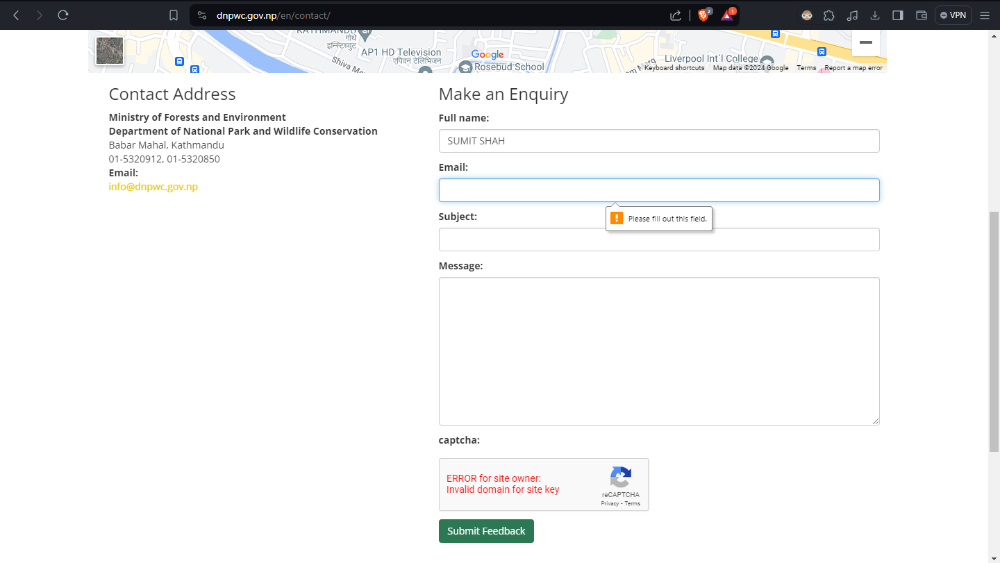 dnpwc.gov.np/en/contact/
2
1
VPN
KATHMANDU
गोथे
इन्स्टिच्युट
AP1 HD Television
एपिवन टेलिभिजन
Shiva Ma
Google
Rosebud School
Liverpool Int´l College
m Marg
Keyboard shortcuts
Map data ©2024 Google
Terms
Report a map error
Contact Address
Ministry of Forests and Environment
Department of National Park and Wildlife Conservation
Babar Mahal, Kathmandu
01-5320912, 01-5320850
Email:
info@dnpwc.gov.np
Make an Enquiry
Full name:
SUMIT SHAH
Email:
Please fill out this field.
Subject:
Message:
captcha:
ERROR for site owner:
Invalid domain for site key
reCAPTCHA
Privacy - Terms
Submit Feedback